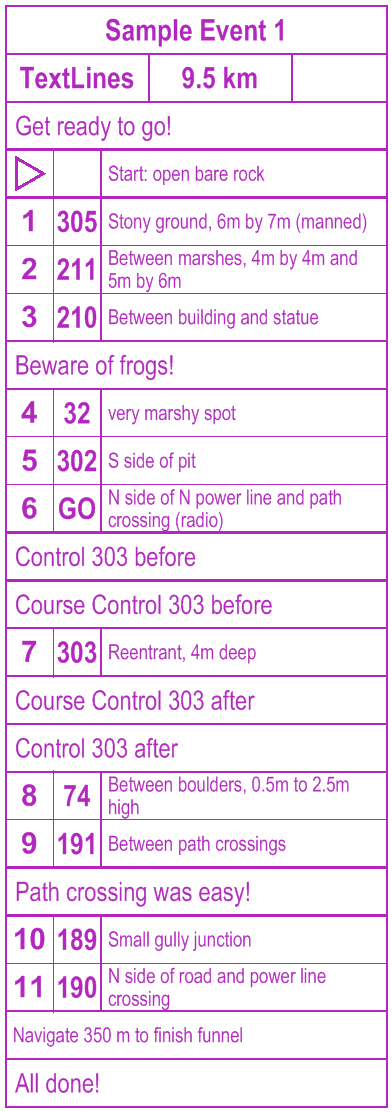 Sample Event 1
TextLines 9.5 km
Get ready to go!
Start: open bare rock
1 305 Stony ground, 6m by 7m (manned)
2 211 Between marshes, 4m by 4m and
5m by 6m
3 210 Between building and statue
Beware of frogs!
4 32 very marshy spot
5 302 S side of pit
6 GO N side of N power line and path
crossing (radio)
Control 303 before
Course Control 303 before
7 303 Reentrant, 4m deep
Course Control 303 after
Control 303 after
8 74 Between boulders, 0.5m to 2.5m
high
9 191 Between path crossings
Path crossing was easy!
10 189 Small gully junction
11 190 N side of road and power line
crossing
Navigate 350 m to finish funnel
All done!